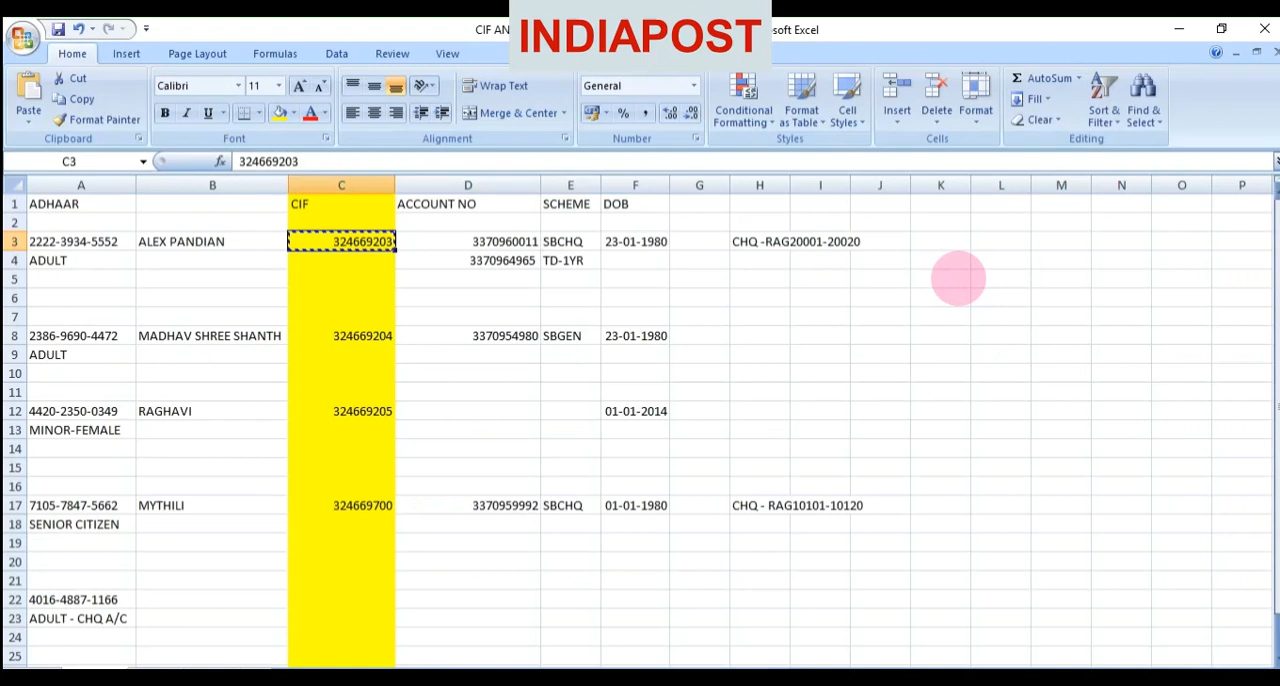 INDIAPOST
CIF AN
soft Excel
Home Insert Page Layout Formulas Data Review View
Paste
Cut
Copy
Format Painter
Clipboard
Calibri 11
B I U
Font
Wrap Text
Merge & Center
Alignment
General
Number
Conditional Formatting
Format as Table
Cell Styles
Styles
Insert
Delete
Format
Cells
AutoSum
Fill
Clear
Sort & Filter
Find & Select
Editing
C3 fx 324669203
A B C D E F G H I J K L M N O P
1 ADHAAR CIF ACCOUNT NO SCHEME DOB
2
3 2222-3934-5552 ALEX PANDIAN 324669203 3370960011 SBCHQ 23-01-1980 CHQ -RAG20001-20020
4 ADULT 3370964965 TD-1YR
5
6
7
8 2386-9690-4472 MADHAV SHREE SHANTH 324669204 3370954980 SBGEN 23-01-1980
9 ADULT
10
11
12 4420-2350-0349 RAGHAVI 324669205 01-01-2014
13 MINOR-FEMALE
14
15
16
17 7105-7847-5662 MYTHILI 324669700 3370959992 SBCHQ 01-01-1980 CHQ - RAG10101-10120
18 SENIOR CITIZEN
19
20
21
22 4016-4887-1166
23 ADULT - CHQ A/C
24
25